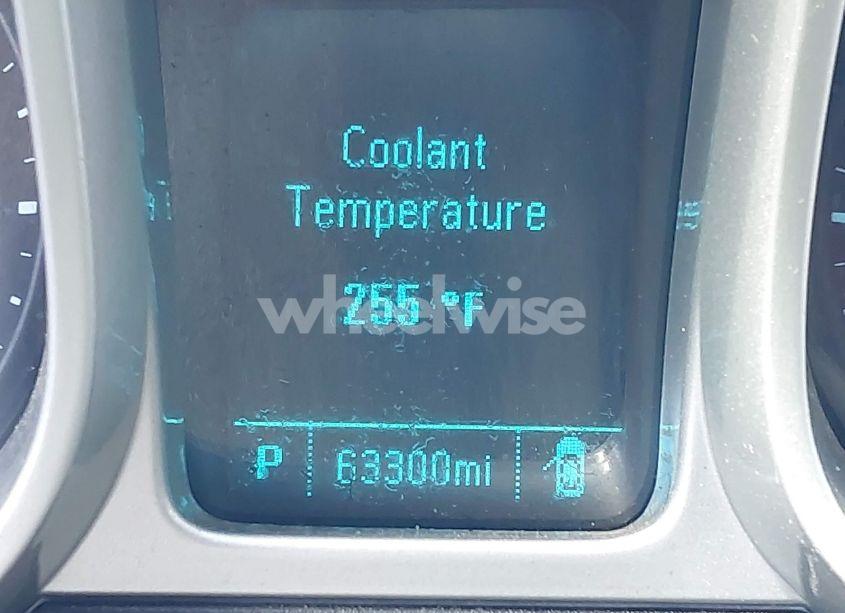 Coolant
Temperature
255 °F
wheelwise
P 63300mi